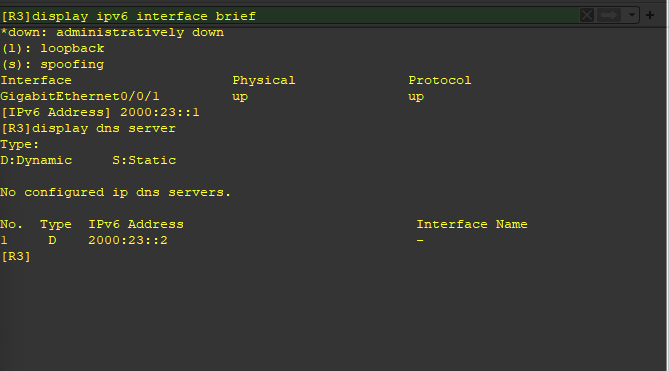 [R3]display ipv6 interface brief
*down: administratively down
(l): loopback
(s): spoofing
Interface                    Physical              Protocol
GigabitEthernet0/0/1         up                    up
[IPv6 Address] 2000:23::1
[R3]display dns server
Type:
D:Dynamic     S:Static
No configured ip dns servers.
No.  Type  IPv6 Address                             Interface Name
1     D    2000:23::2                               -
[R3]